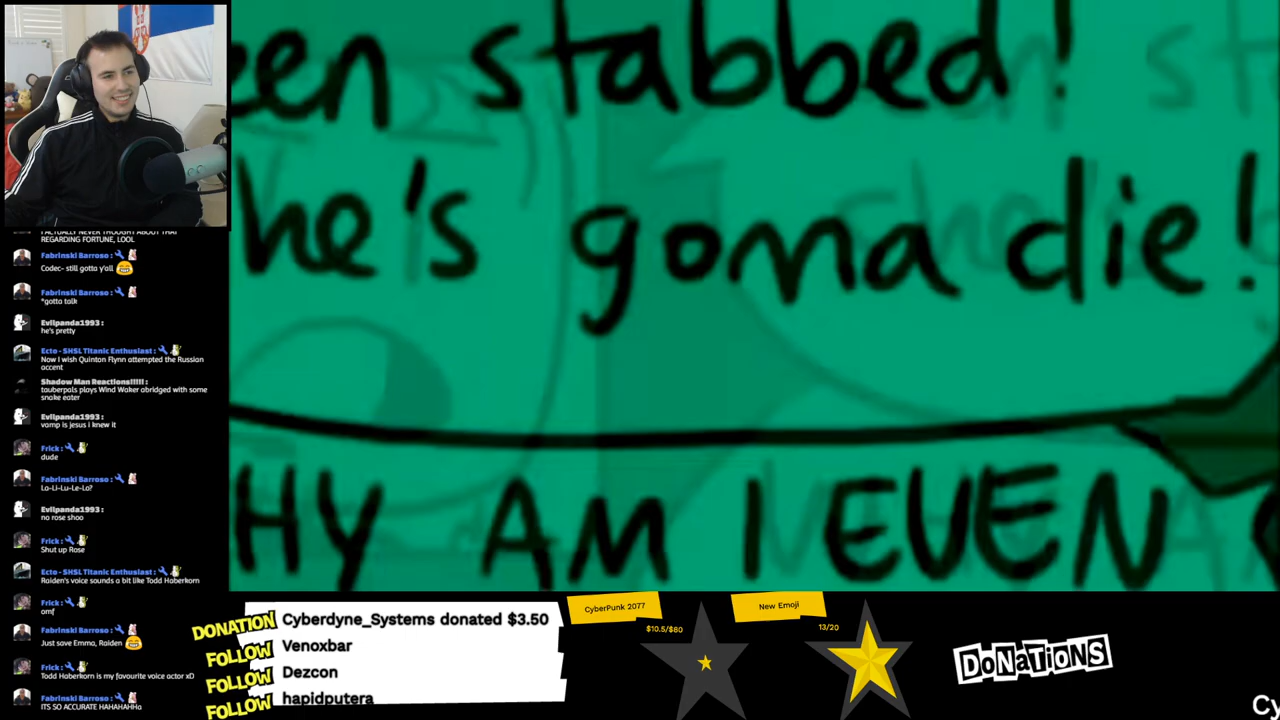 een stabbed!
he's gonna die!
HY AM I EVEN
REGARDING FORTUNE, LOOL
Fabrinski Barroso :
Codec- still gotta y'all
Fabrinski Barroso :
*gotta talk
Evilpanda1993 :
he's pretty
Ecto - SHSL Titanic Enthusiast :
Now I wish Quinton Flynn attempted the Russian
accent
Shadow Man Reactions!!!!! :
tauberpals plays Wind Waker abridged with some
snake eater
Evilpanda1993 :
vamp is jesus I knew it
Frick :
dude
Fabrinski Barroso :
La-Li-Lu-Le-Lo?
Evilpanda1993 :
no rose shoo
Frick :
Shut up Rose
Ecto - SHSL Titanic Enthusiast :
Raiden's voice sounds a bit like Todd Haberkorn
Frick :
omf
Fabrinski Barroso :
Just save Emma, Raiden
Frick :
Todd Haberkorn is my favourite voice actor xD
Fabrinski Barroso :
ITS SO ACCURATE HAHAHAHHa
DONATION Cyberdyne_Systems donated $3.50
FOLLOW Venoxbar
FOLLOW Dezcon
FOLLOW hapidputera
CyberPunk 2077
$10.5/$80
New Emoji
13/20
DoNaTioNS
Cy